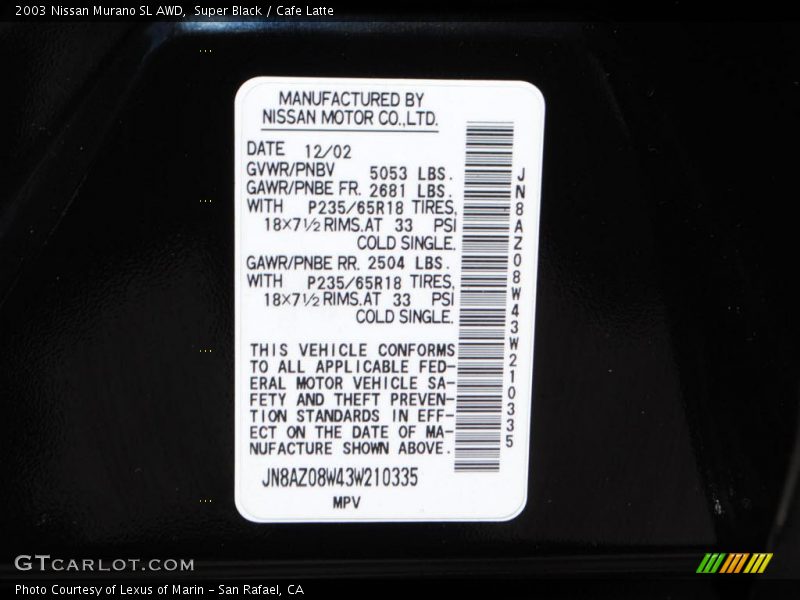 2003 Nissan Murano SL AWD,  Super Black / Cafe Latte
MANUFACTURED BY
NISSAN MOTOR CO.,LTD.
DATE 12/02
GVWR/PNBV 5053 LBS.
GAWR/PNBE FR. 2681 LBS.
WITH P235/65R18 TIRES,
18×7½ RIMS.AT 33 PSI
COLD SINGLE.
GAWR/PNBE RR. 2504 LBS.
WITH P235/65R18 TIRES,
18×7½ RIMS.AT 33 PSI
COLD SINGLE.
THIS VEHICLE CONFORMS
TO ALL APPLICABLE FED-
ERAL MOTOR VEHICLE SA-
FETY AND THEFT PREVEN-
TION STANDARDS IN EFF-
ECT ON THE DATE OF MA-
NUFACTURE SHOWN ABOVE.
JN8AZ08W43W210335
MPV
JN8AZ08W43W210335
GTCARLOT.COM
Photo Courtesy of Lexus of Marin - San Rafael, CA